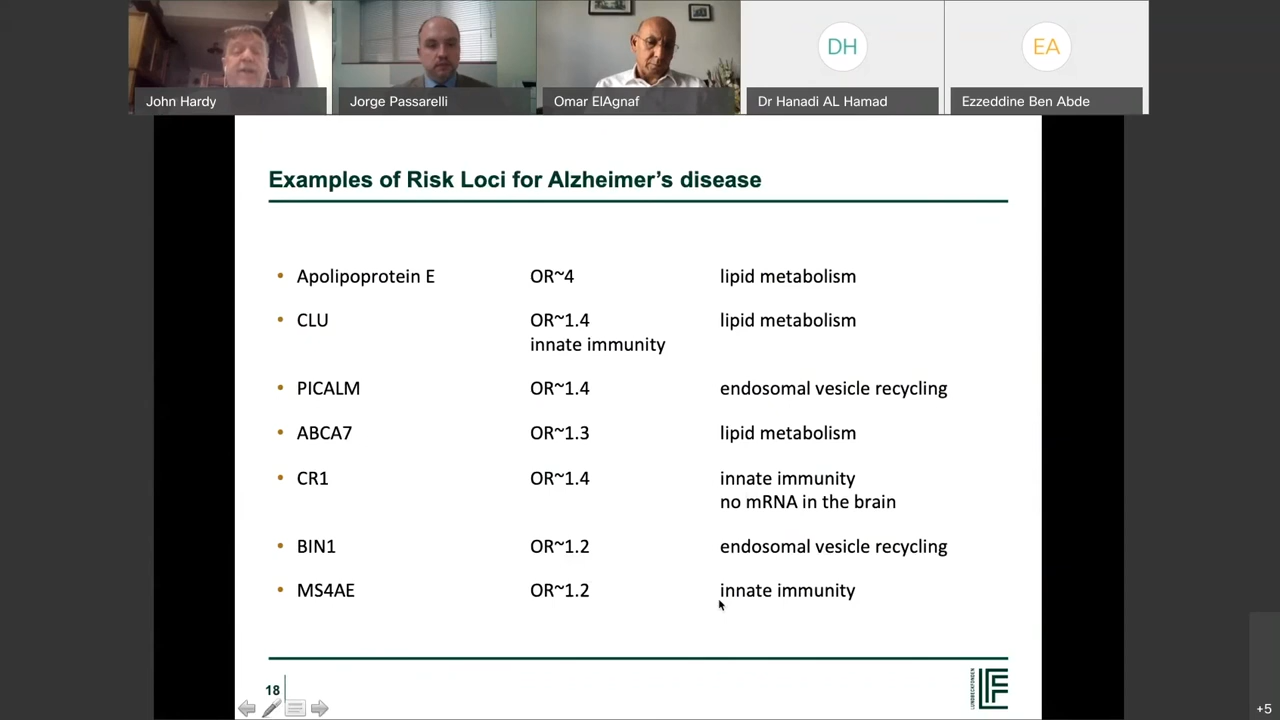 John Hardy
Jorge Passarelli
Omar ElAgnaf
DH
Dr Hanadi AL Hamad
EA
Ezzeddine Ben Abde
Examples of Risk Loci for Alzheimer's disease
• Apolipoprotein E OR~4 lipid metabolism
• CLU OR~1.4 lipid metabolism
innate immunity
• PICALM OR~1.4 endosomal vesicle recycling
• ABCA7 OR~1.3 lipid metabolism
• CR1 OR~1.4 innate immunity
no mRNA in the brain
• BIN1 OR~1.2 endosomal vesicle recycling
• MS4AE OR~1.2 innate immunity
18
LUNDBECKFONDEN
+5